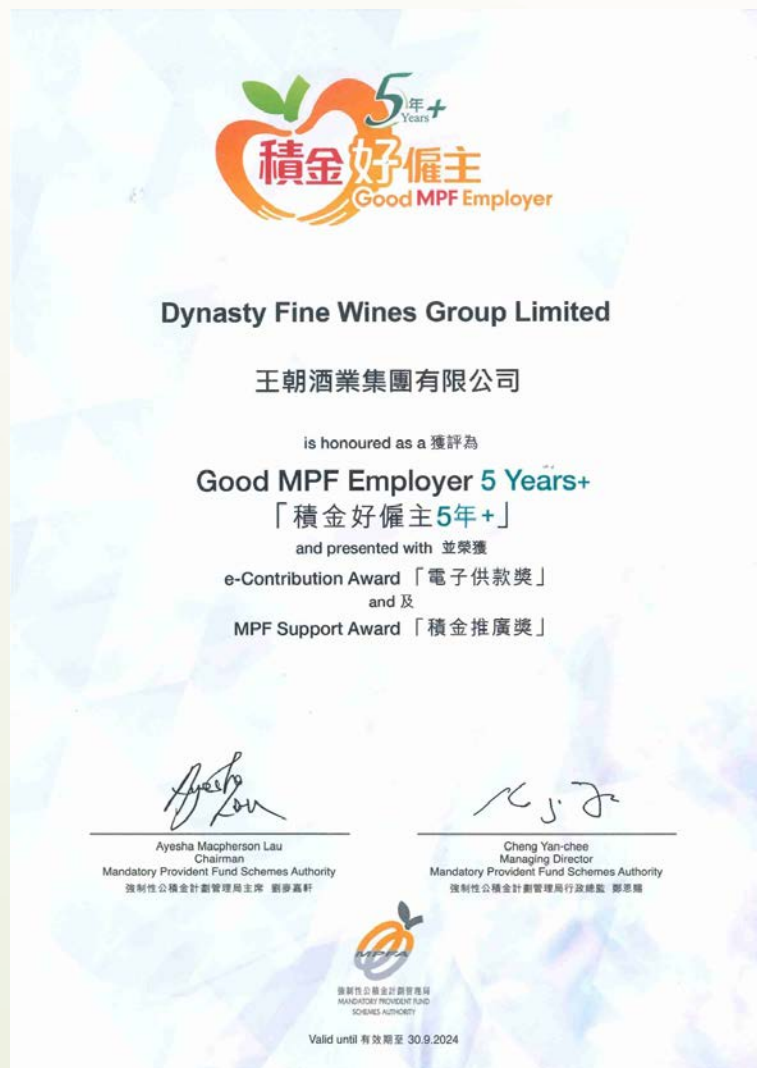 5年+
Years
積金好僱主
Good MPF Employer
Dynasty Fine Wines Group Limited
王朝酒業集團有限公司
is honoured as a 獲評為
Good MPF Employer 5 Years+
「積金好僱主5年+」
and presented with 並榮獲
e-Contribution Award 「電子供款獎」
and 及
MPF Support Award 「積金推廣獎」
Ayesha Macpherson Lau
Chairman
Mandatory Provident Fund Schemes Authority
強制性公積金計劃管理局主席 劉麥嘉軒
Cheng Yan-chee
Managing Director
Mandatory Provident Fund Schemes Authority
強制性公積金計劃管理局行政總監 鄭恩賜
MPFA
強制性公積金計劃管理局
MANDATORY PROVIDENT FUND
SCHEMES AUTHORITY
Valid until 有效期至 30.9.2024